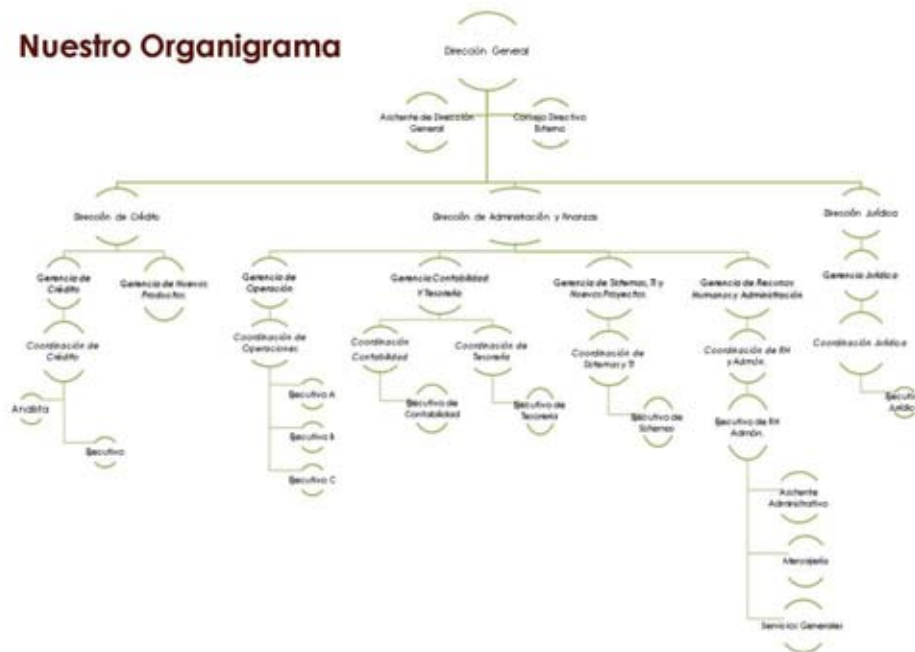 Nuestro Organigrama
Dirección General
Asistente de Dirección
General
Consejo Directivo
Externo
Dirección de Crédito
Dirección de Administración y Finanzas
Dirección Jurídica
Gerencia de
Crédito
Gerencia de Nuevos
Productos
Gerencia de
Operación
Gerencia Contabilidad
Y Tesorería
Gerencia de Sistemas, TI y
Nuevos Proyectos
Gerencia de Recursos
Humanos y Administración
Gerencia Jurídica
Coordinación de
Crédito
Coordinación de
Operaciones
Coordinación
Contabilidad
Coordinación de
Tesorería
Coordinación de
Sistemas y TI
Coordinación de RH
y Admón.
Coordinación Jurídica
Analista
Ejecutivo
Ejecutivo A
Ejecutivo B
Ejecutivo C
Ejecutivo de
Contabilidad
Ejecutivo de
Tesorería
Ejecutivo de
Sistemas
Ejecutivo de RH
Admón.
Asistente
Administrativo
Mensajería
Servicios Generales